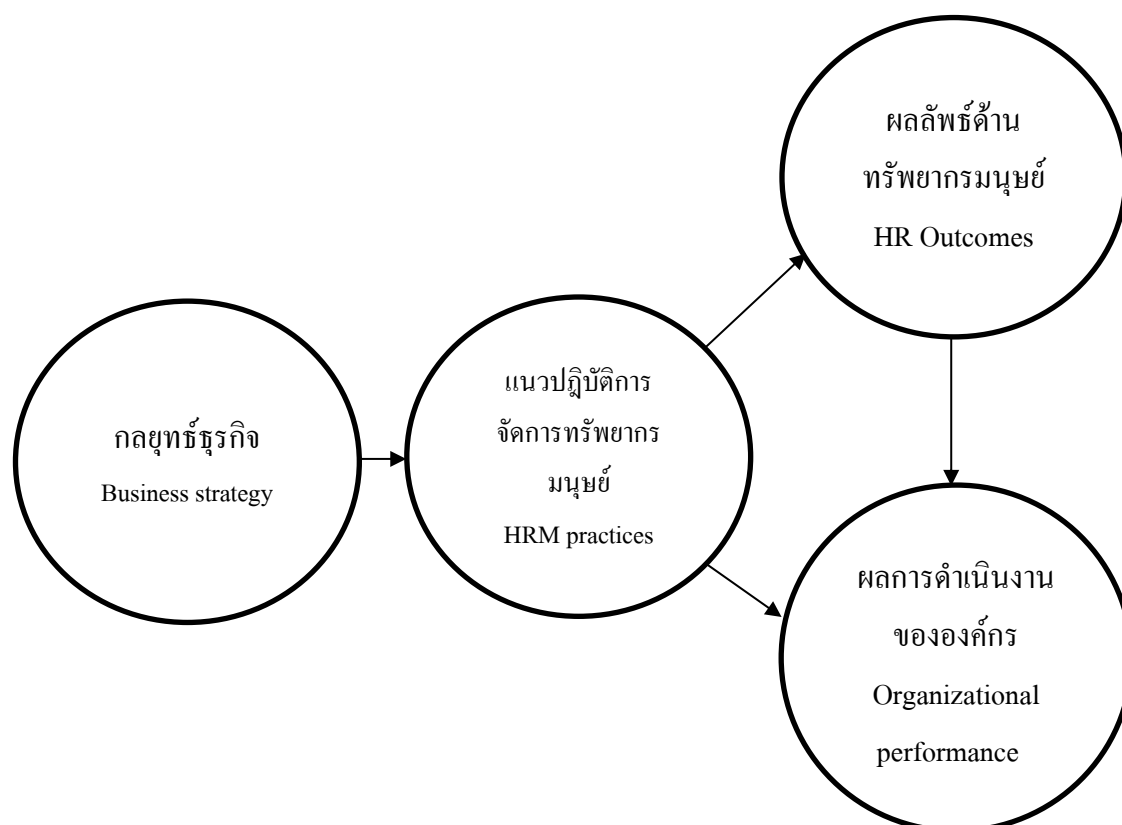 กลยุทธ์ธุรกิจ
Business strategy
แนวปฎิบัติการ
จัดการทรัพยากร
มนุษย์
HRM practices
ผลลัพธ์ด้าน
ทรัพยากรมนุษย์
HR Outcomes
ผลการดำเนินงาน
ขององค์กร
Organizational
performance